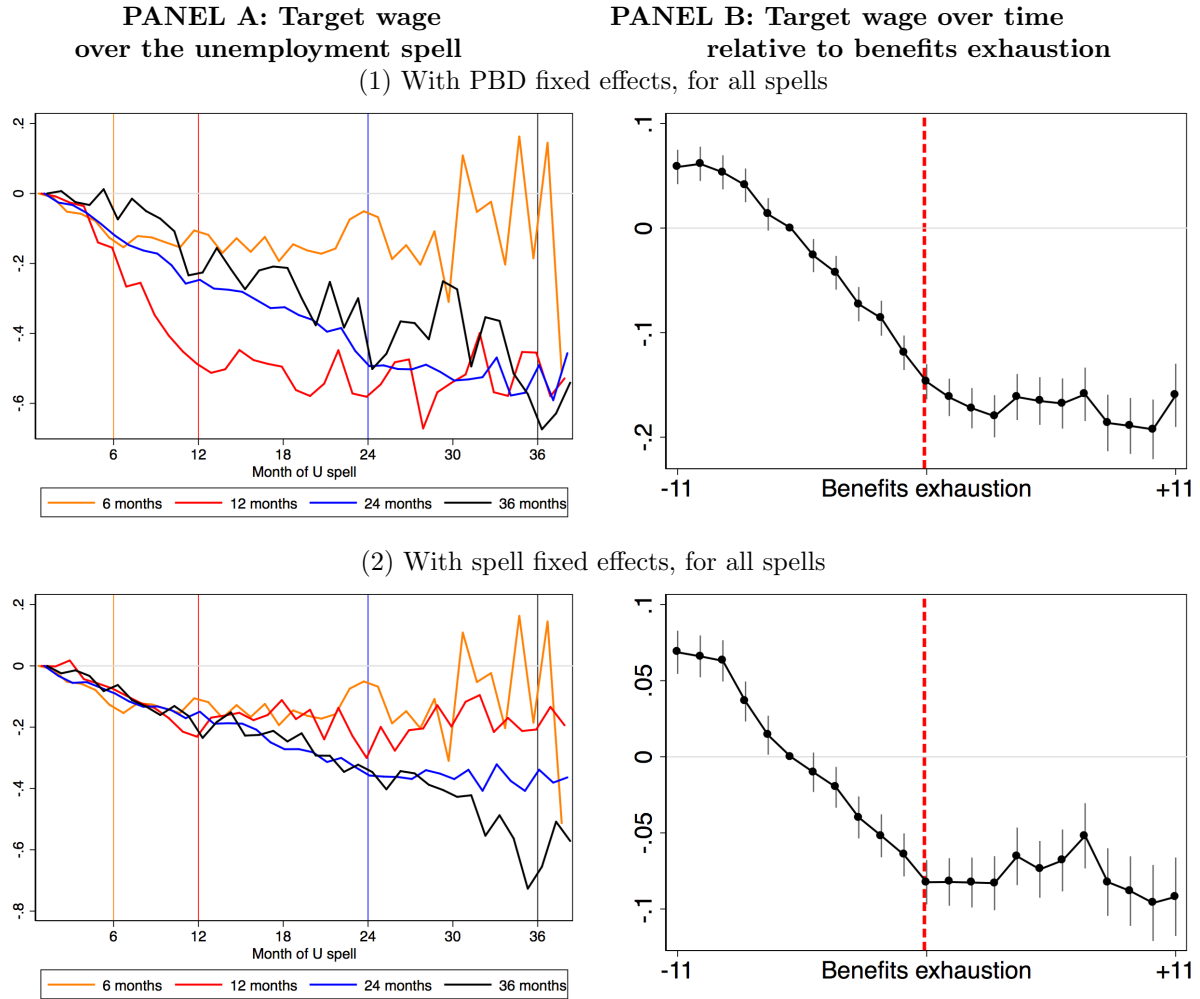 PANEL A: Target wage
over the unemployment spell
PANEL B: Target wage over time
relative to benefits exhaustion
(1) With PBD fixed effects, for all spells
.2
0
-.2
-.4
-.6
6
12
18
24
30
36
Month of U spell
6 months
12 months
24 months
36 months
.1
0
-.1
-.2
-11
Benefits exhaustion
+11
(2) With spell fixed effects, for all spells
.2
0
-.2
-.4
-.6
-.8
6
12
18
24
30
36
Month of U spell
6 months
12 months
24 months
36 months
.1
.05
0
-.05
-.1
-11
Benefits exhaustion
+11